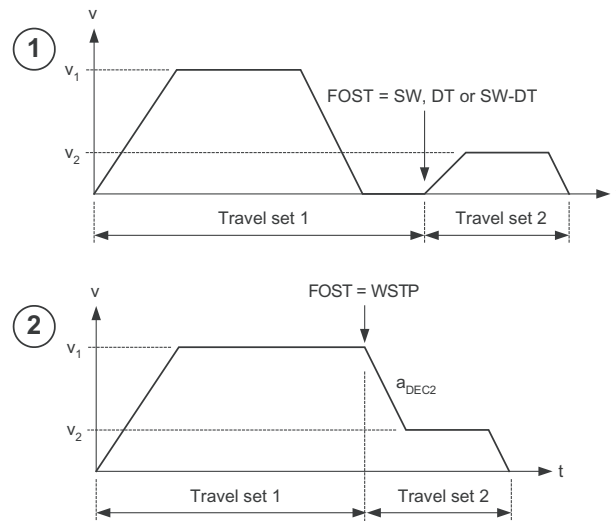 1
v
v1
FOST = SW, DT or SW-DT
v2
Travel set 1
Travel set 2
2
v
FOST = WSTP
v1
aDEC2
v2
t
Travel set 1
Travel set 2